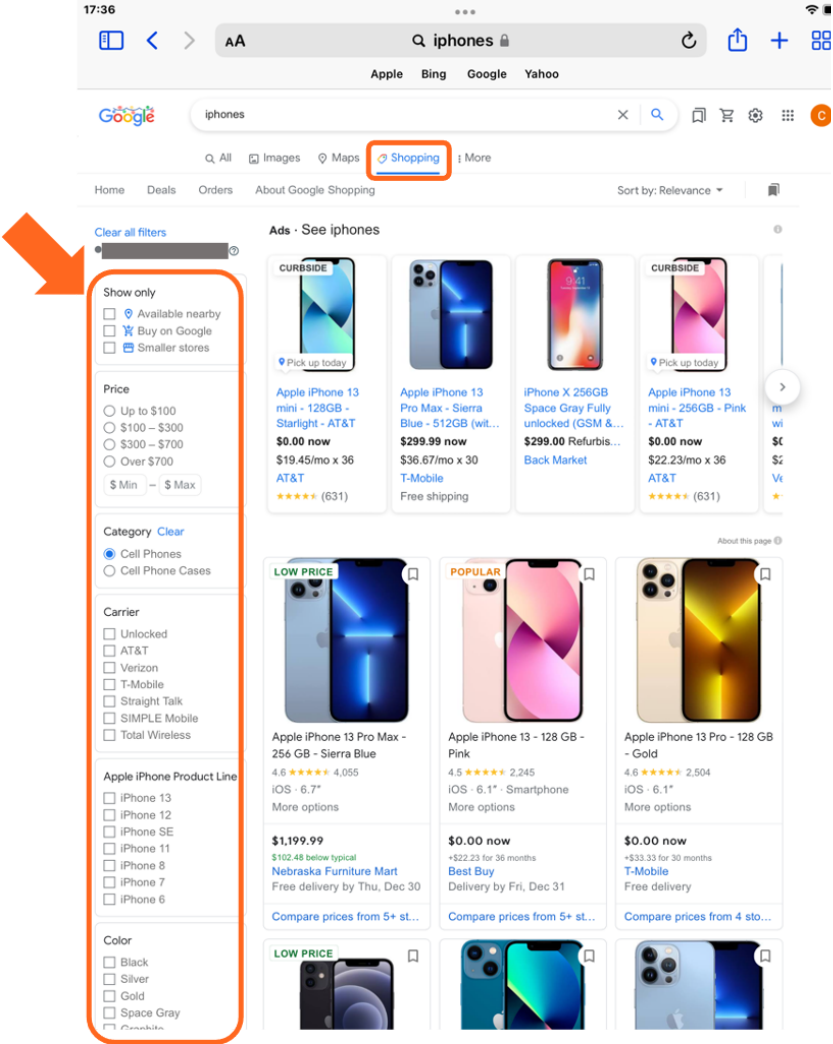 17:36
AA
iphones
Apple Bing Google Yahoo
Google
iphones
C
All Images Maps Shopping More
Home Deals Orders About Google Shopping
Sort by: Relevance
Clear all filters
Show only
Available nearby
Buy on Google
Smaller stores
Price
Up to $100
$100 – $300
$300 – $700
Over $700
$ Min – $ Max
Category Clear
Cell Phones
Cell Phone Cases
Carrier
Unlocked
AT&T
Verizon
T-Mobile
Straight Talk
SIMPLE Mobile
Total Wireless
Apple iPhone Product Line
iPhone 13
iPhone 12
iPhone SE
iPhone 11
iPhone 8
iPhone 7
iPhone 6
Color
Black
Silver
Gold
Space Gray
Graphite
Ads · See iphones
CURBSIDE
Pick up today
Apple iPhone 13
mini - 128GB -
Starlight - AT&T
$0.00 now
$19.45/mo x 36
AT&T
(631)
Apple iPhone 13
Pro Max - Sierra
Blue - 512GB (wit...
$299.99 now
$36.67/mo x 30
T-Mobile
Free shipping
9:41
iPhone X 256GB
Space Gray Fully
unlocked (GSM &...
$299.00 Refurbis...
Back Market
CURBSIDE
Pick up today
Apple iPhone 13
mini - 256GB - Pink
- AT&T
$0.00 now
$22.23/mo x 36
AT&T
(631)
About this page
LOW PRICE
Apple iPhone 13 Pro Max -
256 GB - Sierra Blue
4.6 4,055
iOS · 6.7″
More options
$1,199.99
$102.48 below typical
Nebraska Furniture Mart
Free delivery by Thu, Dec 30
Compare prices from 5+ st...
POPULAR
Apple iPhone 13 - 128 GB -
Pink
4.5 2,245
iOS · 6.1″ · Smartphone
More options
$0.00 now
+$22.23 for 36 months
Best Buy
Delivery by Fri, Dec 31
Compare prices from 5+ st...
Apple iPhone 13 Pro - 128 GB
- Gold
4.6 2,504
iOS · 6.1″
More options
$0.00 now
+$33.33 for 30 months
T-Mobile
Free delivery
Compare prices from 4 sto...
LOW PRICE